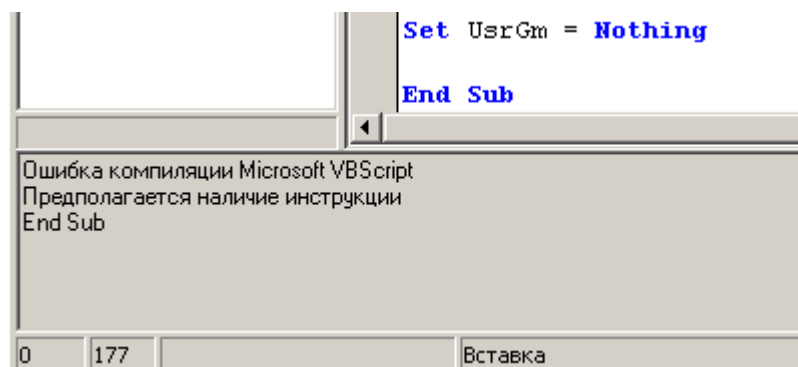 Set UsrGm = Nothing
End Sub
Ошибка компиляции Microsoft VBScript
Предполагается наличие инструкции
End Sub
0 177 Вставка